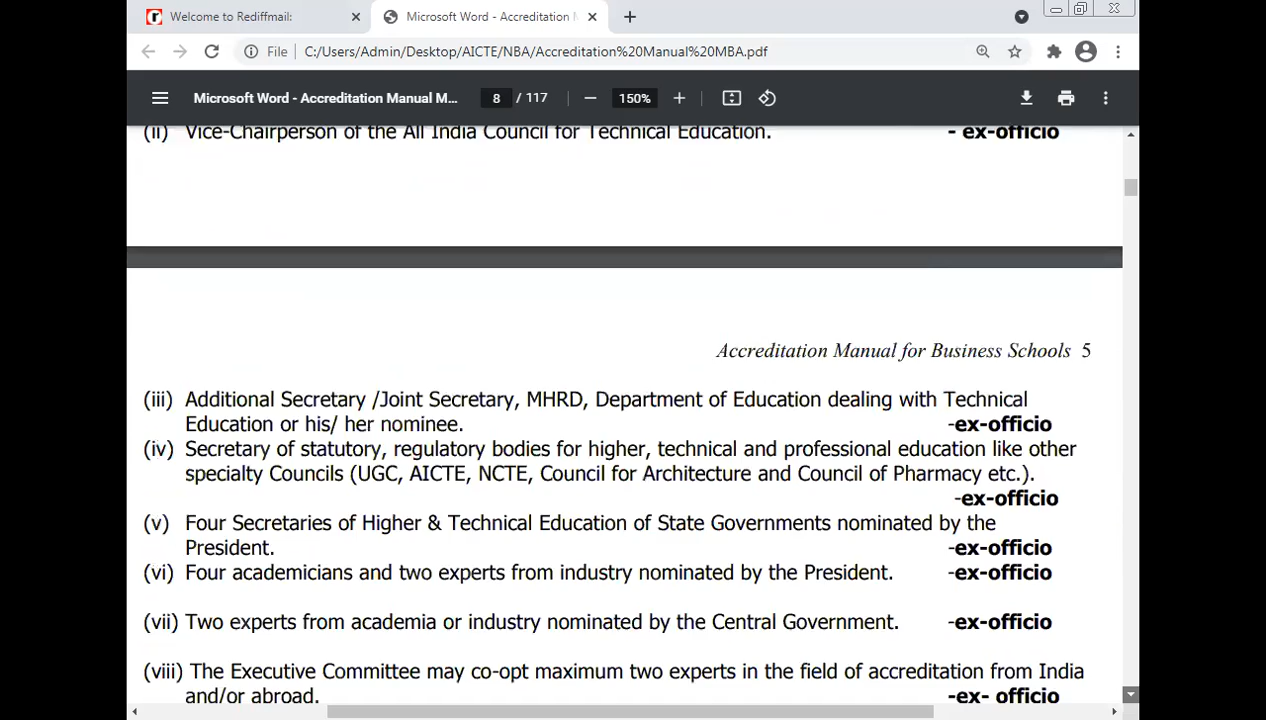 Welcome to Rediffmail:
Microsoft Word - Accreditation M
File
C:/Users/Admin/Desktop/AICTE/NBA/Accreditation%20Manual%20MBA.pdf
Microsoft Word - Accreditation Manual M...
8 / 117
150%
(ii) Vice-Chairperson of the All India Council for Technical Education. - ex-officio
Accreditation Manual for Business Schools 5
(iii) Additional Secretary /Joint Secretary, MHRD, Department of Education dealing with Technical
Education or his/ her nominee. -ex-officio
(iv) Secretary of statutory, regulatory bodies for higher, technical and professional education like other
specialty Councils (UGC, AICTE, NCTE, Council for Architecture and Council of Pharmacy etc.).
-ex-officio
(v) Four Secretaries of Higher & Technical Education of State Governments nominated by the
President. -ex-officio
(vi) Four academicians and two experts from industry nominated by the President. -ex-officio
(vii) Two experts from academia or industry nominated by the Central Government. -ex-officio
(viii) The Executive Committee may co-opt maximum two experts in the field of accreditation from India
and/or abroad. -ex- officio